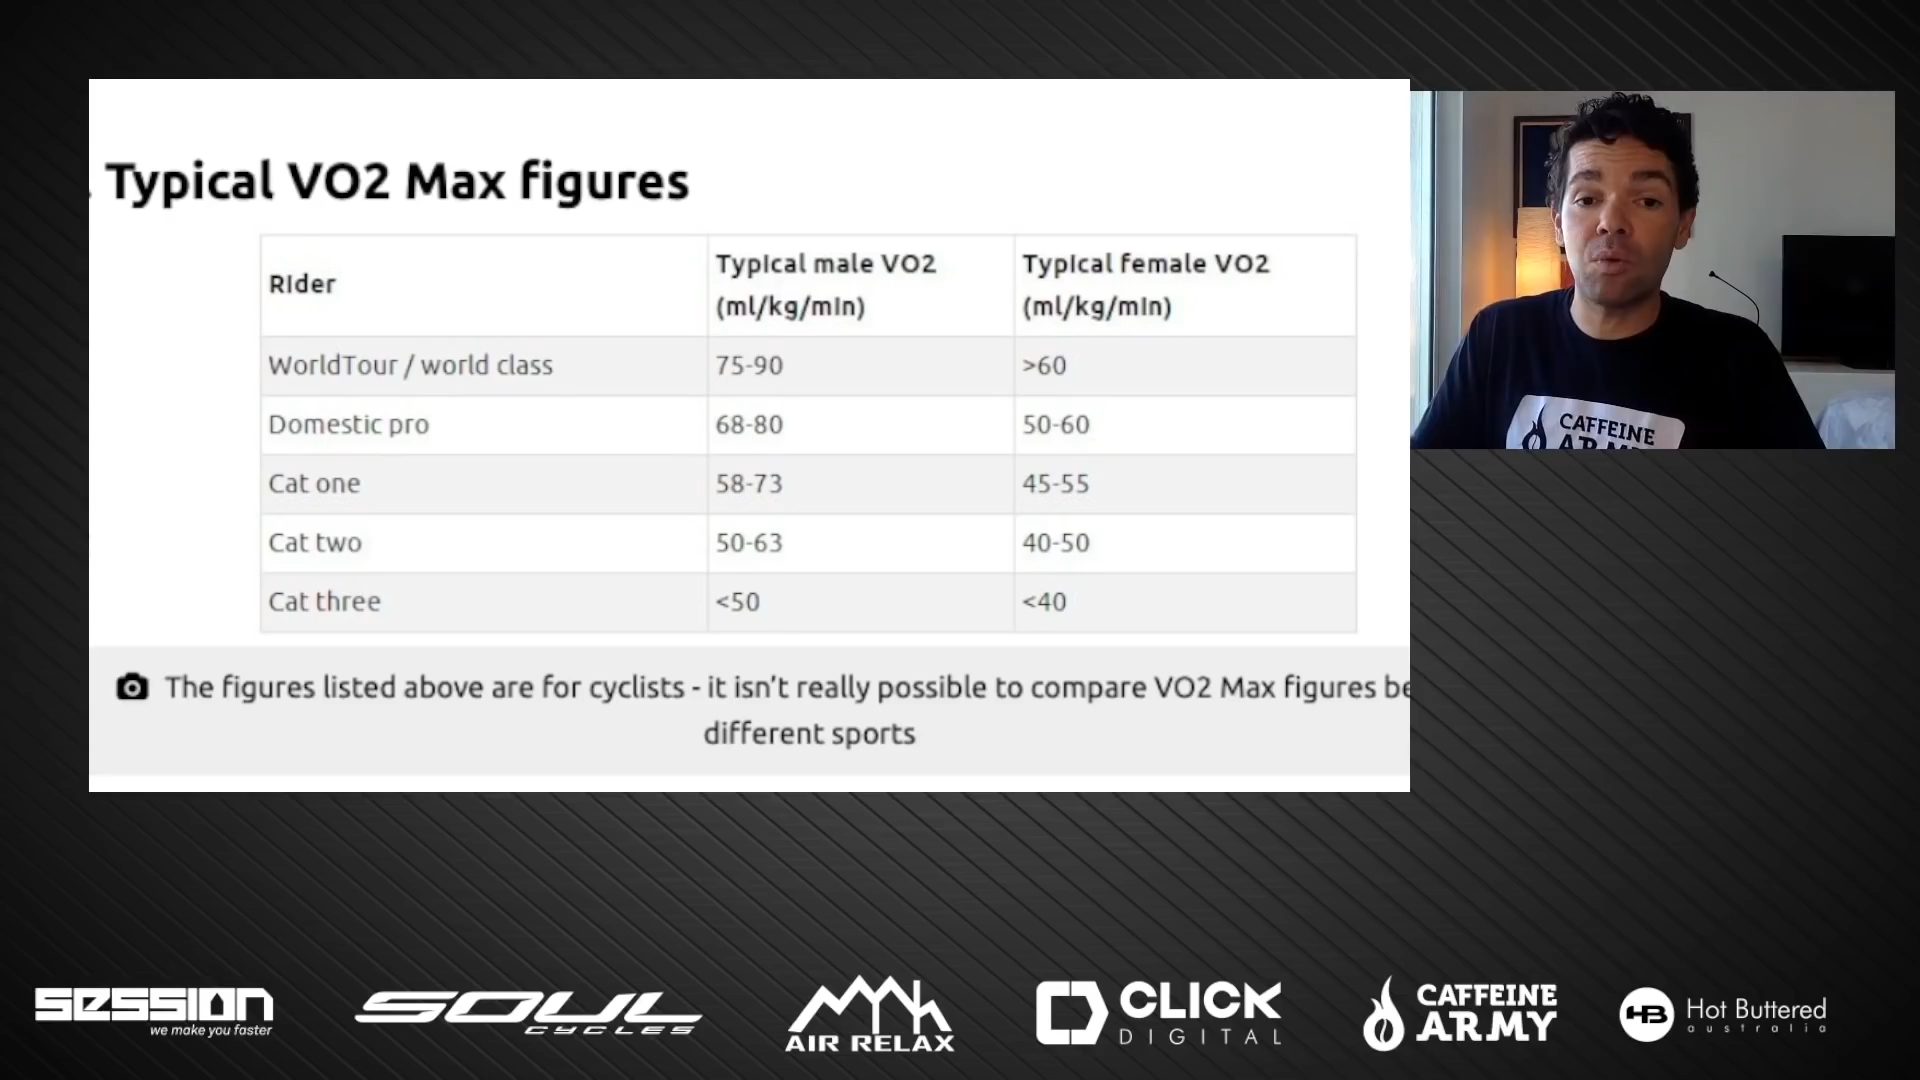 . Typical VO2 Max figures
Rider
Typical male VO2
(ml/kg/min)
Typical female VO2
(ml/kg/min)
WorldTour / world class
75-90
>60
Domestic pro
68-80
50-60
Cat one
58-73
45-55
Cat two
50-63
40-50
Cat three
<50
<40
The figures listed above are for cyclists - it isn't really possible to compare VO2 Max figures be
different sports
CAFFEINE
ARMY
SESSION
we make you faster
SOUL
CYCLES
AIR RELAX
CLICK
DIGITAL
CAFFEINE
ARMY
HB
Hot Buttered
australia